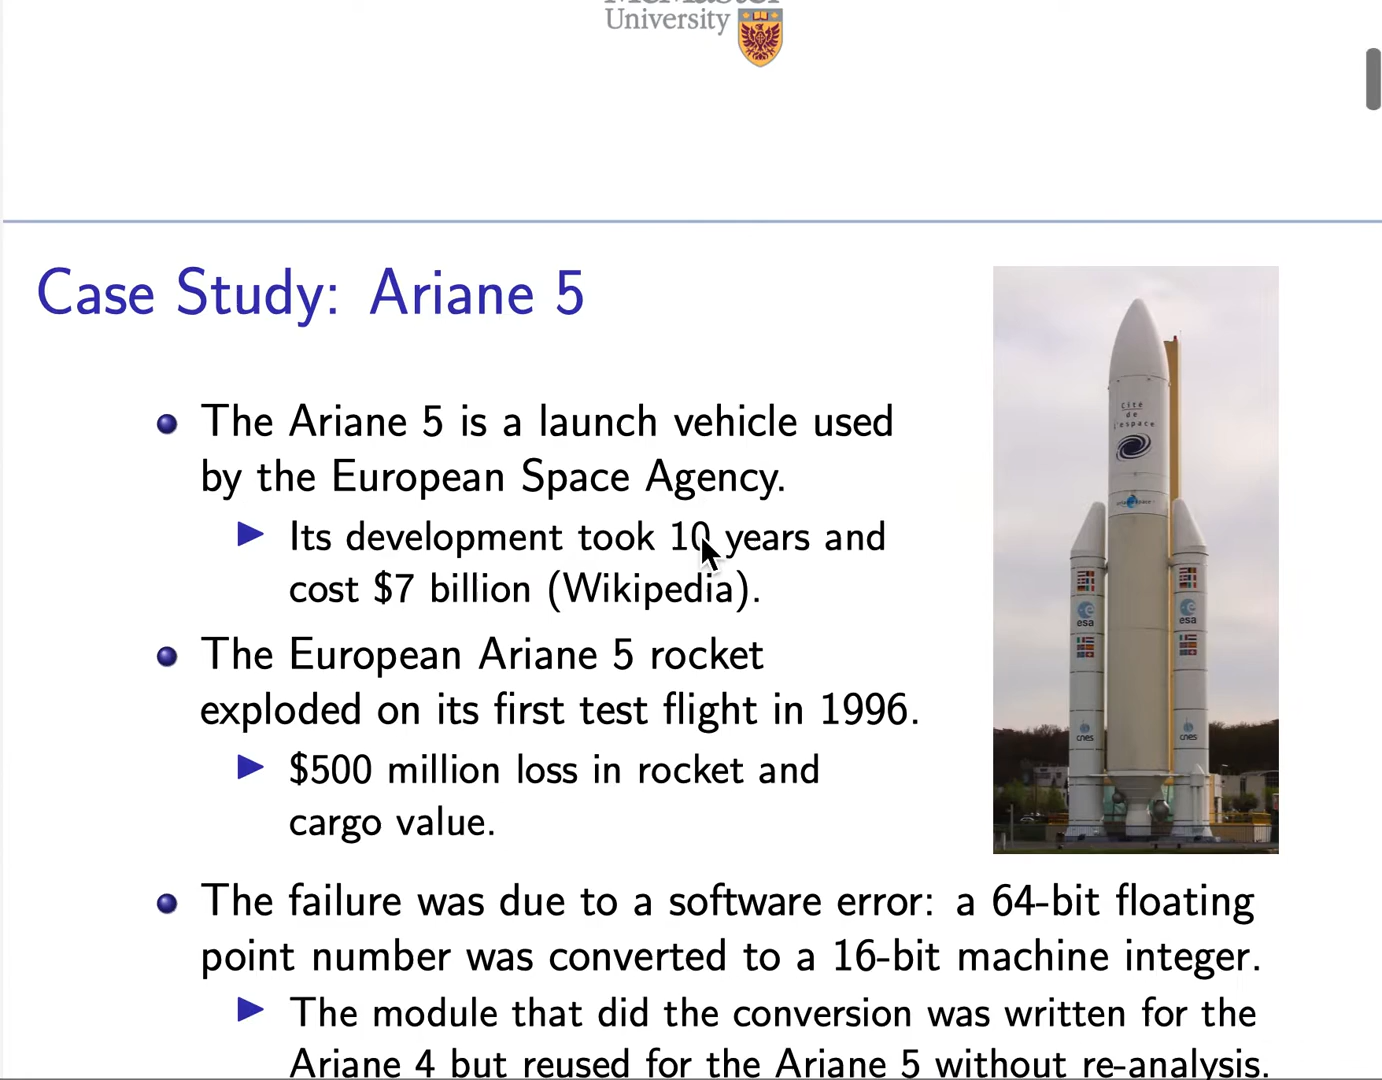 University
Case Study: Ariane 5
The Ariane 5 is a launch vehicle used
by the European Space Agency.
Its development took 10 years and
cost $7 billion (Wikipedia).
The European Ariane 5 rocket
exploded on its first test flight in 1996.
$500 million loss in rocket and
cargo value.
The failure was due to a software error: a 64-bit floating
point number was converted to a 16-bit machine integer.
The module that did the conversion was written for the
Ariane 4 but reused for the Ariane 5 without re-analysis.
Cité
de
l'espace
esa
esa
cnes
cnes